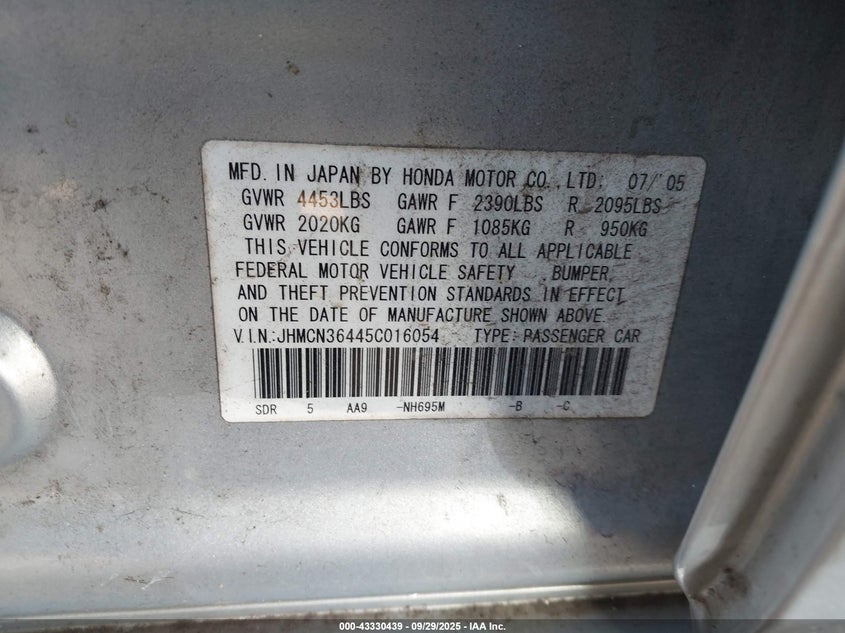 MFD. IN JAPAN BY HONDA MOTOR CO.,LTD. 07/'05
GVWR 4453LBS GAWR F 2390LBS R 2095LBS
GVWR 2020KG GAWR F 1085KG R 950KG
THIS VEHICLE CONFORMS TO ALL APPLICABLE
FEDERAL MOTOR VEHICLE SAFETY ,BUMPER,
AND THEFT PREVENTION STANDARDS IN EFFECT
ON THE DATE OF MANUFACTURE SHOWN ABOVE.
V.I.N.:JHMCN36445C016054 TYPE: PASSENGER CAR
SDR 5 AA9 -NH695M -B -C
000-43330439 - 09/29/2025 - IAA Inc.